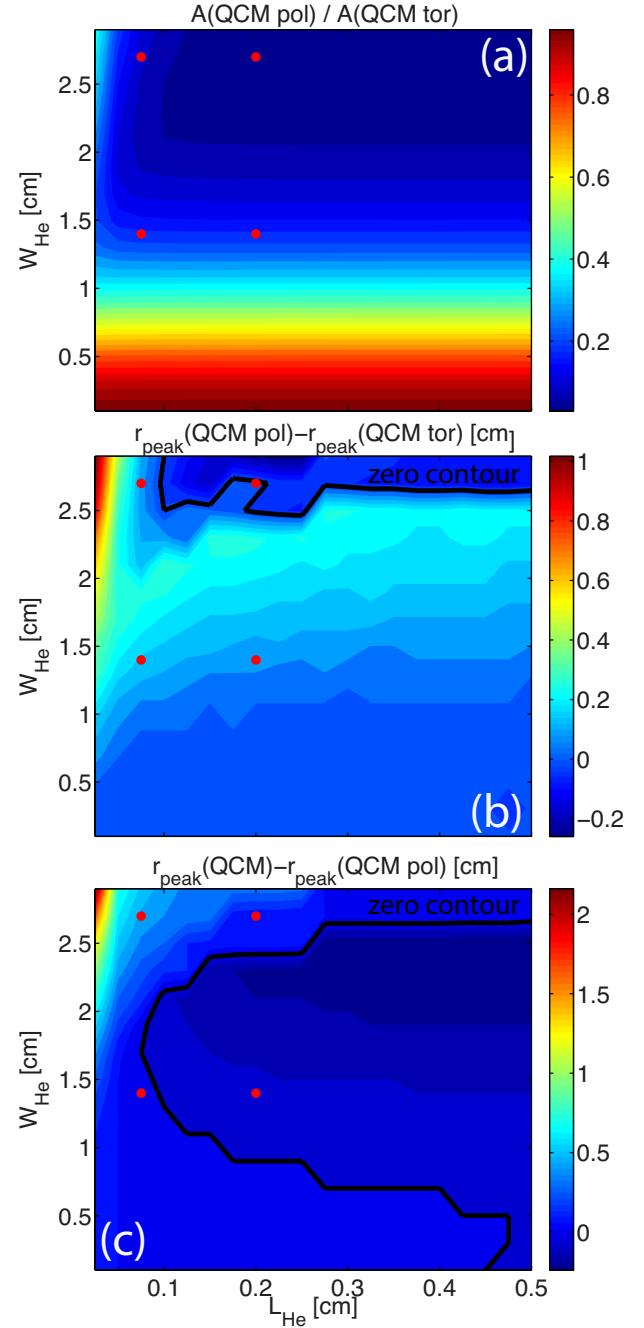 A(QCM pol) / A(QCM tor)
(a)
W_He [cm]
2.5
2
1.5
1
0.5
0.8
0.6
0.4
0.2
r_peak(QCM pol)−r_peak(QCM tor) [cm]
zero contour
(b)
W_He [cm]
2.5
2
1.5
1
0.5
1
0.8
0.6
0.4
0.2
0
−0.2
r_peak(QCM)−r_peak(QCM pol) [cm]
zero contour
(c)
W_He [cm]
2.5
2
1.5
1
0.5
2
1.5
1
0.5
0
0.1 0.2 0.3 0.4 0.5
L_He [cm]